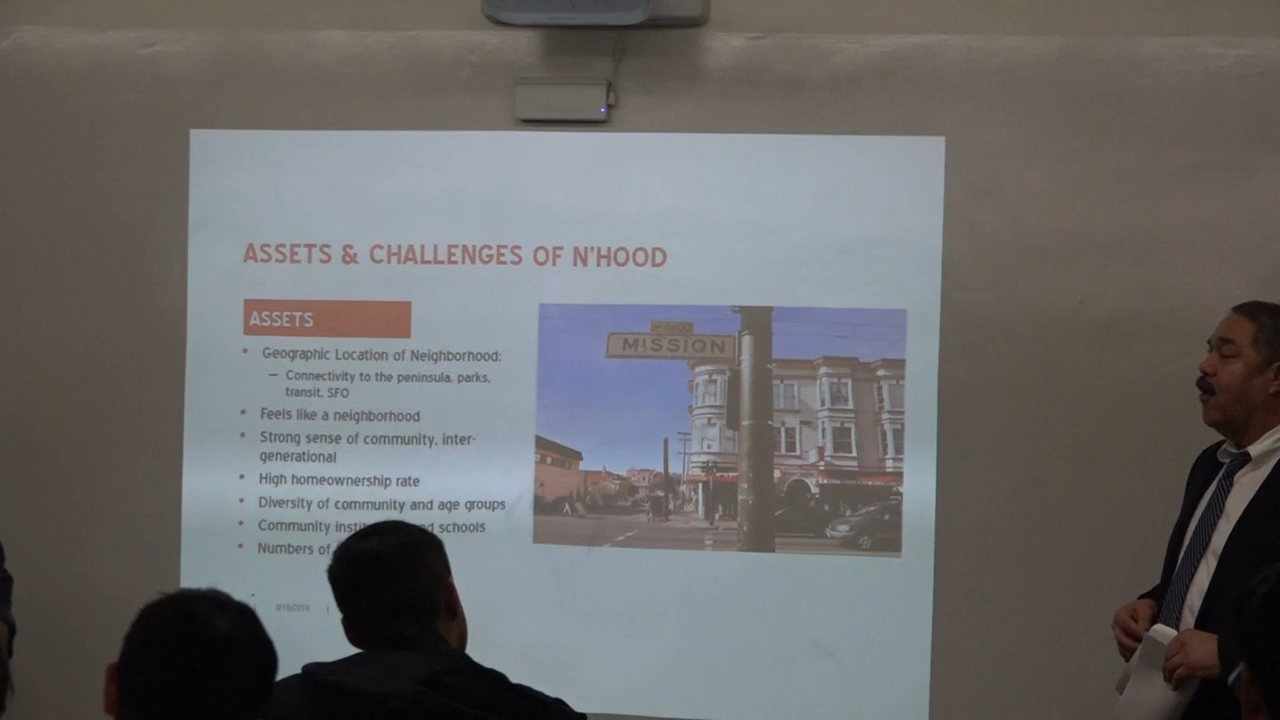 ASSETS & CHALLENGES OF N'HOOD
ASSETS
• Geographic Location of Neighborhood:
– Connectivity to the peninsula, parks,
transit, SFO
• Feels like a neighborhood
• Strong sense of community, inter-
generational
• High homeownership rate
• Diversity of community and age groups
• Community schools
• Numbers of
MISSION